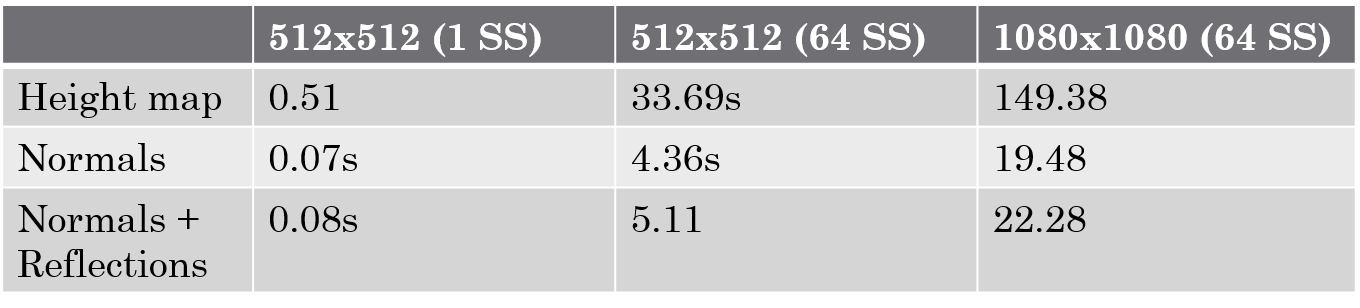 512x512 (1 SS) 512x512 (64 SS) 1080x1080 (64 SS)
Height map 0.51 33.69s 149.38
Normals 0.07s 4.36s 19.48
Normals + 0.08s 5.11 22.28
Reflections